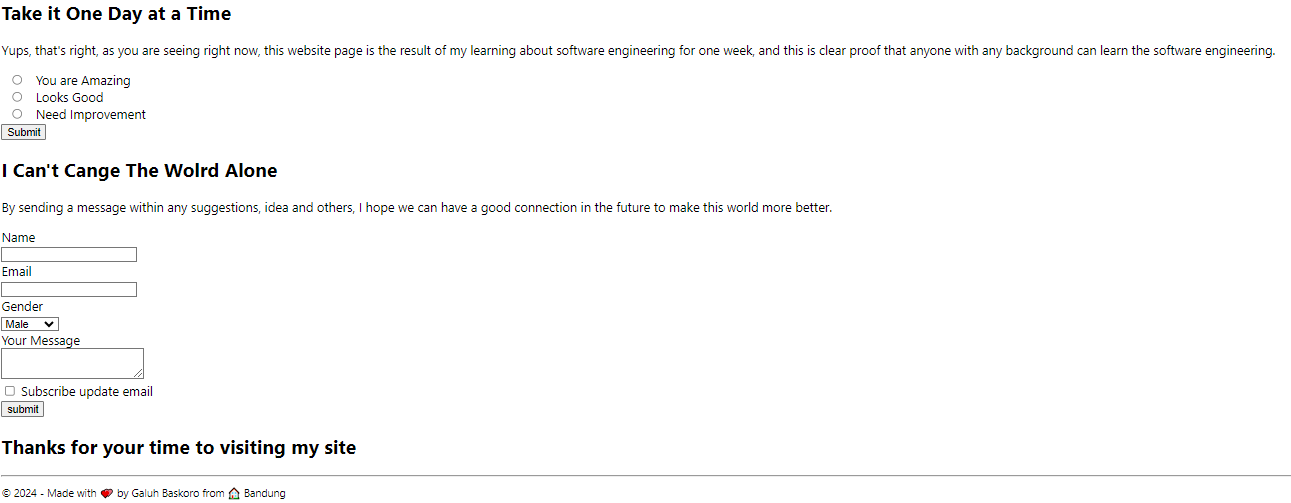 Take it One Day at a Time
Yups, that's right, as you are seeing right now, this website page is the result of my learning about software engineering for one week, and this is clear proof that anyone with any background can learn the software engineering.
You are Amazing
Looks Good
Need Improvement
Submit
I Can't Cange The Wolrd Alone
By sending a message within any suggestions, idea and others, I hope we can have a good connection in the future to make this world more better.
Name
Email
Gender
Male
Your Message
Subscribe update email
submit
Thanks for your time to visiting my site
© 2024 - Made with ❤️ by Galuh Baskoro from 🏠 Bandung